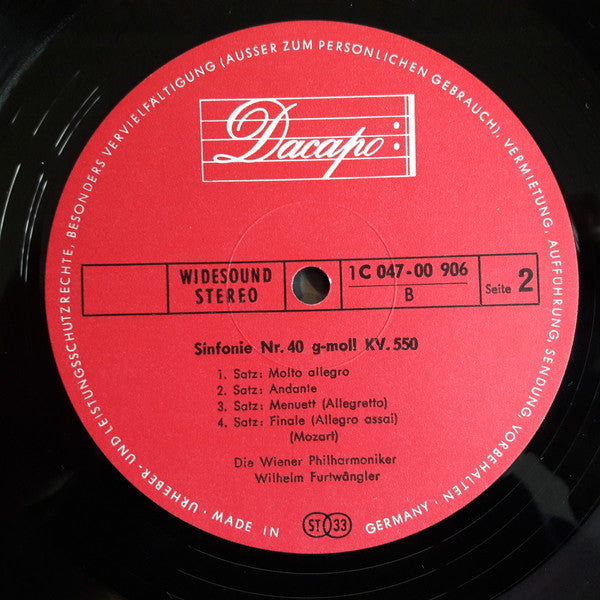 URHEBER- UND LEISTUNGSSCHUTZRECHTE, BESONDERS VERVIELFÄLTIGUNG (AUSSER ZUM PERSÖNLICHEN GEBRAUCH), VERMIETUNG, AUFFÜHRUNG, SENDUNG, VORBEHALTEN · MADE IN GERMANY ·
Dacapo
WIDESOUND
STEREO
1C 047-00 906
B
Seite 2
Sinfonie Nr. 40 g-moll KV. 550
1. Satz: Molto allegro
2. Satz: Andante
3. Satz: Menuett (Allegretto)
4. Satz: Finale (Allegro assai)
(Mozart)
Die Wiener Philharmoniker
Wilhelm Furtwängler
ST 33